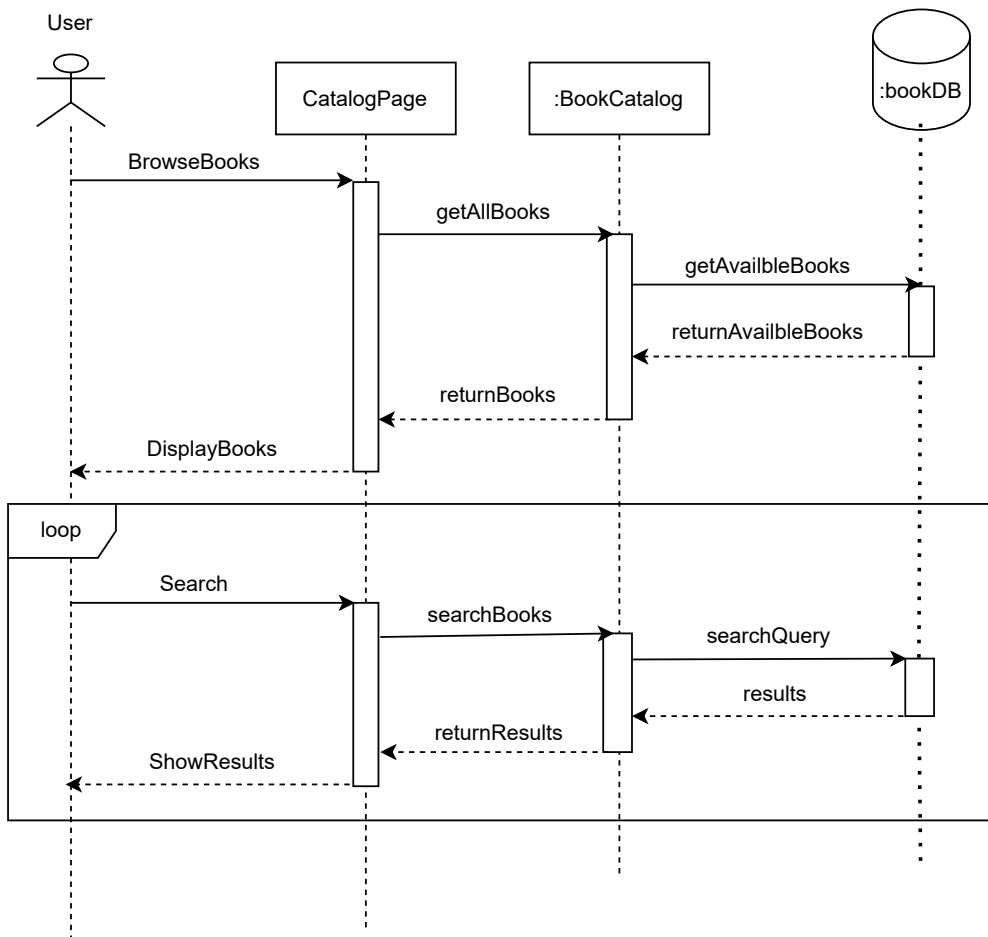 User
CatalogPage
:BookCatalog
:bookDB
BrowseBooks
getAllBooks
getAvailbleBooks
returnAvailbleBooks
returnBooks
DisplayBooks
loop
Search
searchBooks
searchQuery
results
returnResults
ShowResults